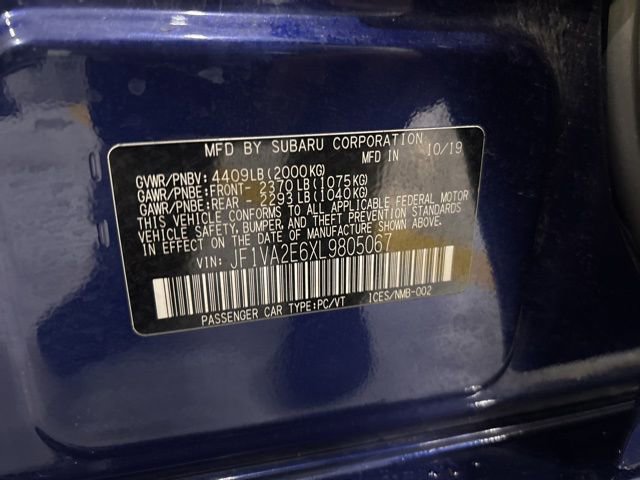 MFD BY SUBARU CORPORATION
MFD IN 10/19
GVWR/PNBV: 4409LB(2000KG)
GAWR/PNBE:FRONT- 2370LB(1075KG)
GAWR/PNBE:REAR - 2293LB(1040KG)
THIS VEHICLE CONFORMS TO ALL APPLICABLE FEDERAL MOTOR
VEHICLE SAFETY, BUMPER, AND THEFT PREVENTION STANDARDS
IN EFFECT ON THE DATE OF MANUFACTURE SHOWN ABOVE.
VIN: JF1VA2E6XL9805067
PASSENGER CAR TYPE:PC/VT ICES/NMB-002